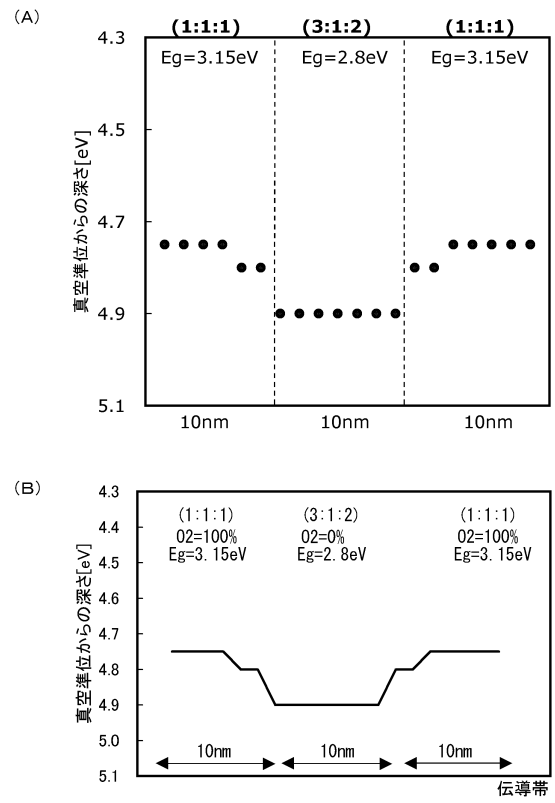 (A)
(1:1:1) (3:1:2) (1:1:1)
4.3
Eg=3.15eV Eg=2.8eV Eg=3.15eV
4.5
4.7
4.9
5.1
真空準位からの深さ[eV]
10nm 10nm 10nm
(B)
4.3
(1:1:1) (3:1:2) (1:1:1)
4.4
O2=100% O2=0% O2=100%
4.5
Eg=3.15eV Eg=2.8eV Eg=3.15eV
4.6
4.7
4.8
4.9
5.0
5.1
真空準位からの深さ[eV]
10nm 10nm 10nm
伝導帯